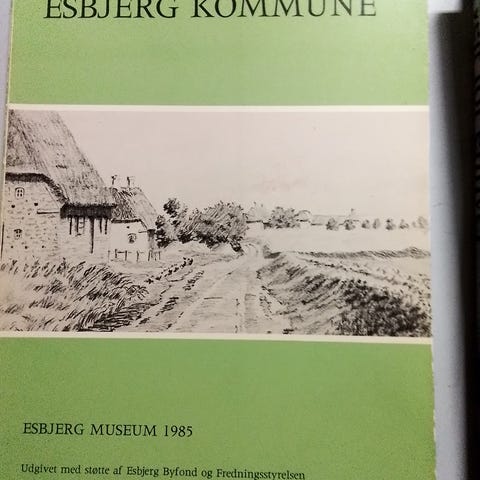 ESBJERG KOMMUNE
ESBJERG MUSEUM 1985
Udgivet med støtte af Esbjerg Byfond og Fredningsstyrelsen